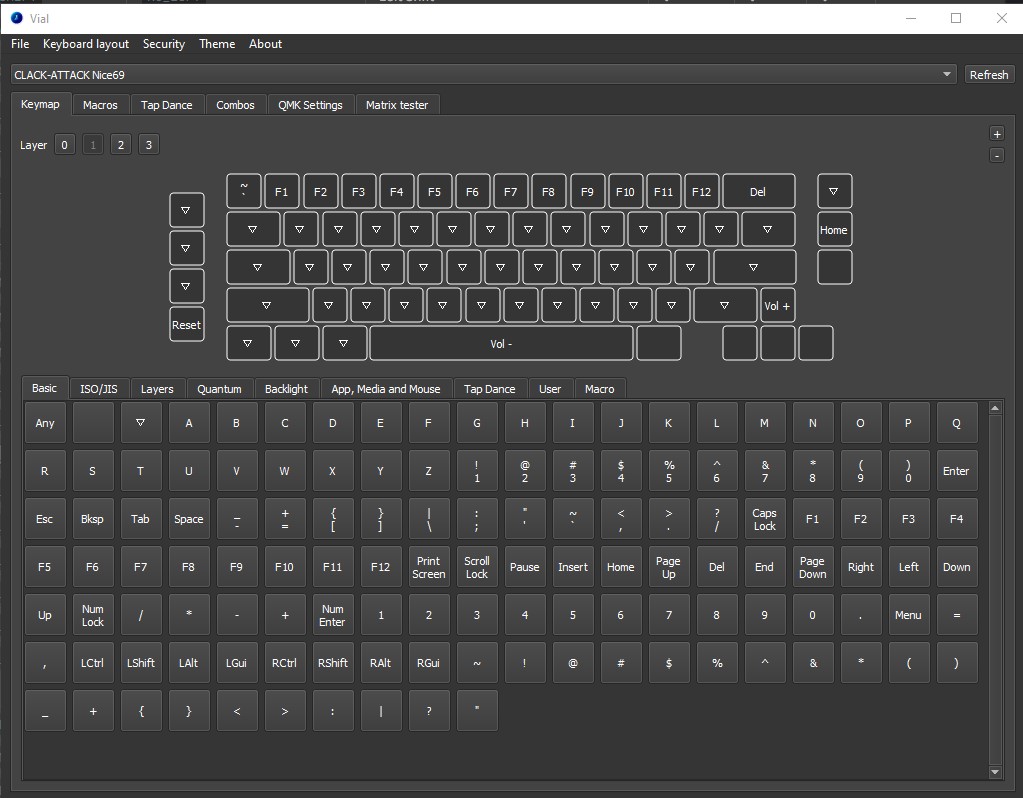 Vial
File Keyboard layout Security Theme About
CLACK-ATTACK Nice69 Refresh
Keymap Macros Tap Dance Combos QMK Settings Matrix tester
Layer 0 1 2 3
+
-
~ F1 F2 F3 F4 F5 F6 F7 F8 F9 F10 F11 F12 Del
`
Home
Reset
Vol +
Vol -
Basic ISO/JIS Layers Quantum Backlight App, Media and Mouse Tap Dance User Macro
Any ▽ A B C D E F G H I J K L M N O P Q
! @ # $ % ^ & * ( )
R S T U V W X Y Z 1 2 3 4 5 6 7 8 9 0 Enter
_ + { } | : " ~ < > ? Caps
Esc Bksp Tab Space - = [ ] \ ; ' ` , . / Lock F1 F2 F3 F4
F5 F6 F7 F8 F9 F10 F11 F12 Print Screen Scroll Lock Pause Insert Home Page Up Del End Page Down Right Left Down
Up Num Lock / * - + Num Enter 1 2 3 4 5 6 7 8 9 0 . Menu =
, LCtrl LShift LAlt LGui RCtrl RShift RAlt RGui ~ ! @ # $ % ^ & * ( )
_ + { } < > : | ? "